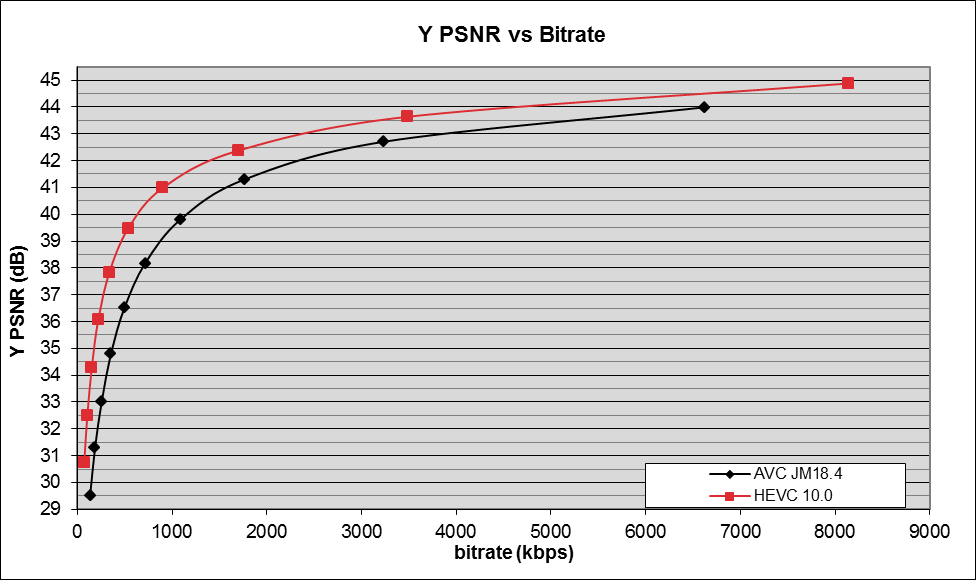 Y PSNR vs Bitrate
45
44
43
42
41
40
39
38
37
36
35
34
33
32
31
30
29
Y PSNR (dB)
AVC JM18.4
HEVC 10.0
0 1000 2000 3000 4000 5000 6000 7000 8000 9000
bitrate (kbps)